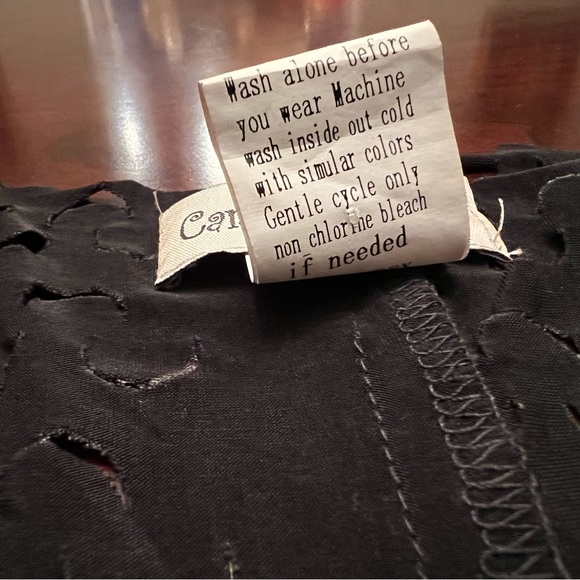 Wash alone before
you wear Machine
wash inside out cold
with simular colors
Gentle cycle only
non chlorine bleach
if needed
Car